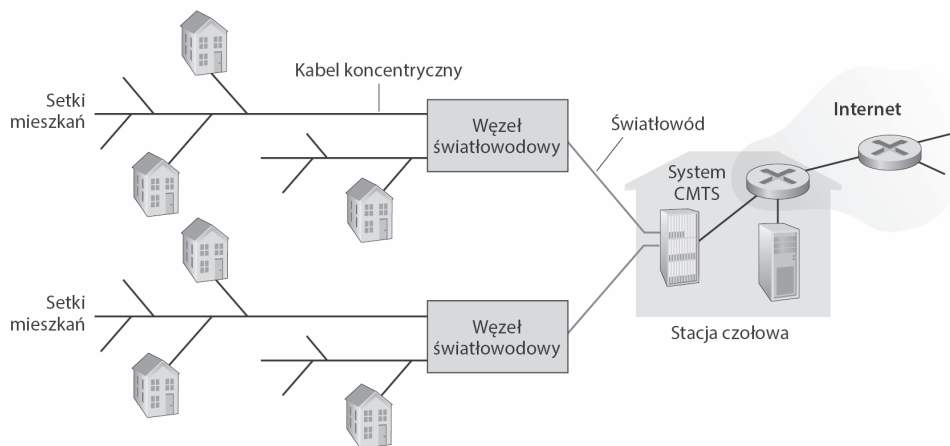 Kabel koncentryczny
Setki
mieszkań
Węzeł
światłowodowy
Światłowód
Internet
System
CMTS
Setki
mieszkań
Węzeł
światłowodowy
Stacja czołowa